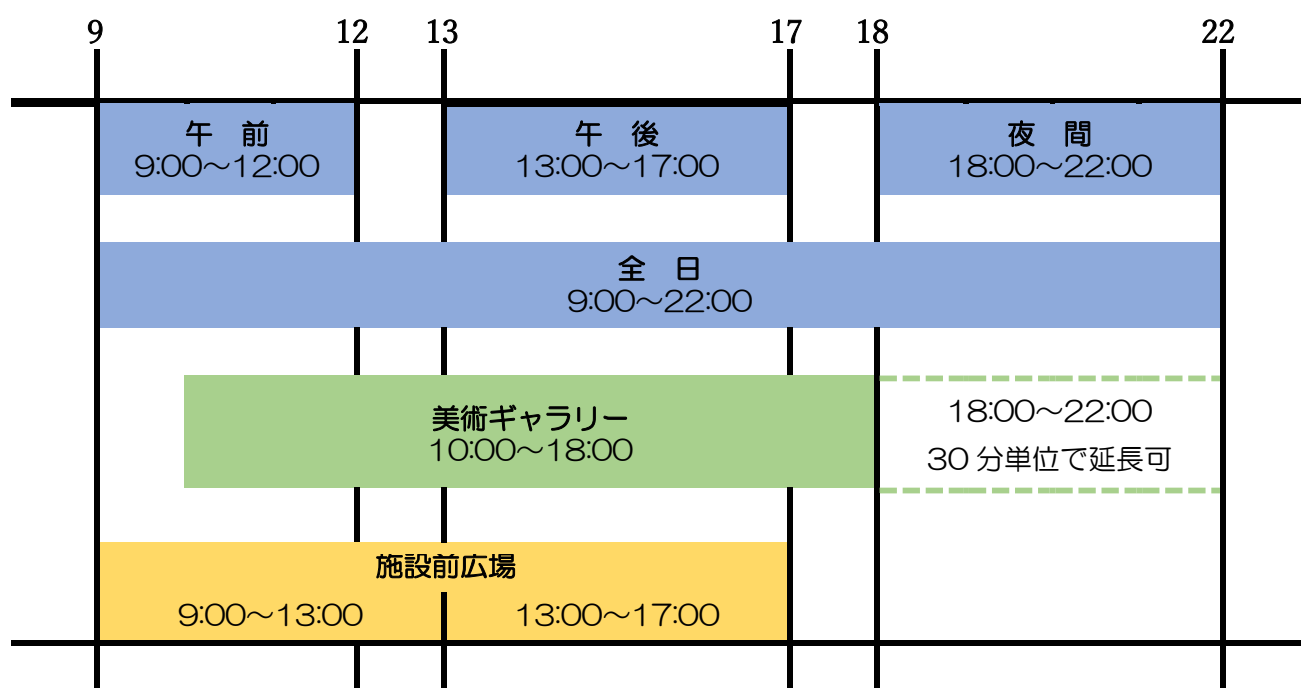 9 12 13 17 18 22
午　前
9:00～12:00
午　後
13:00～17:00
夜　間
18:00～22:00
全　日
9:00～22:00
美術ギャラリー
10:00～18:00
18:00～22:00
30 分単位で延長可
施設前広場
9:00～13:00
13:00～17:00